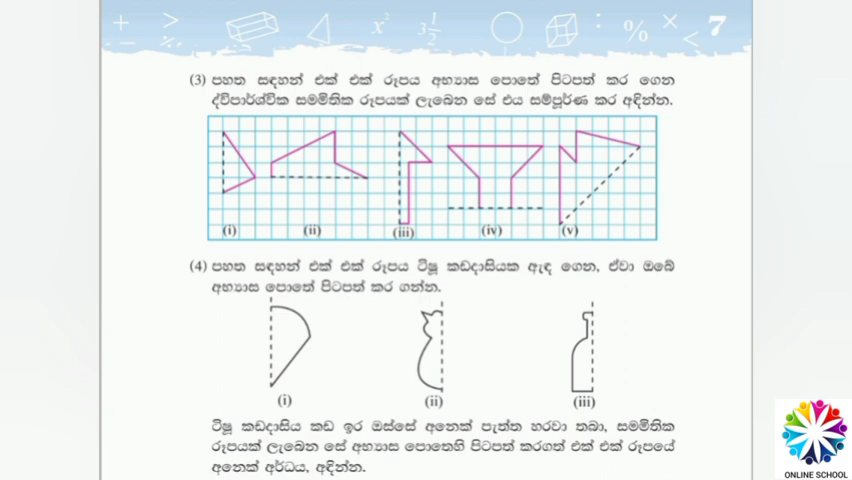 + > x² 3½ : % × < 7
− ÷
(3) පහත සඳහන් එක් එක් රූපය අභ්‍යාස පොතේ පිටපත් කර ගෙන
ද්විපාර්ශ්වික සමමිතික රූපයක් ලැබෙන සේ එය සම්පූර්ණ කර අඳින්න.
(i) (ii) (iii) (iv) (v)
(4) පහත සඳහන් එක් එක් රූපය ටිෂූ කඩදාසියක ඇඳ ගෙන, ඒවා ඔබේ
අභ්‍යාස පොතේ පිටපත් කර ගන්න.
(i) (ii) (iii)
ටිෂූ කඩදාසිය කඩ ඉර ඔස්සේ අනෙක් පැත්ත හරවා තබා, සමමිතික
රූපයක් ලැබෙන සේ අභ්‍යාස පොතෙහි පිටපත් කරගත් එක් එක් රූපයේ
අනෙක් අර්ධය, අඳින්න.
ONLINE SCHOOL